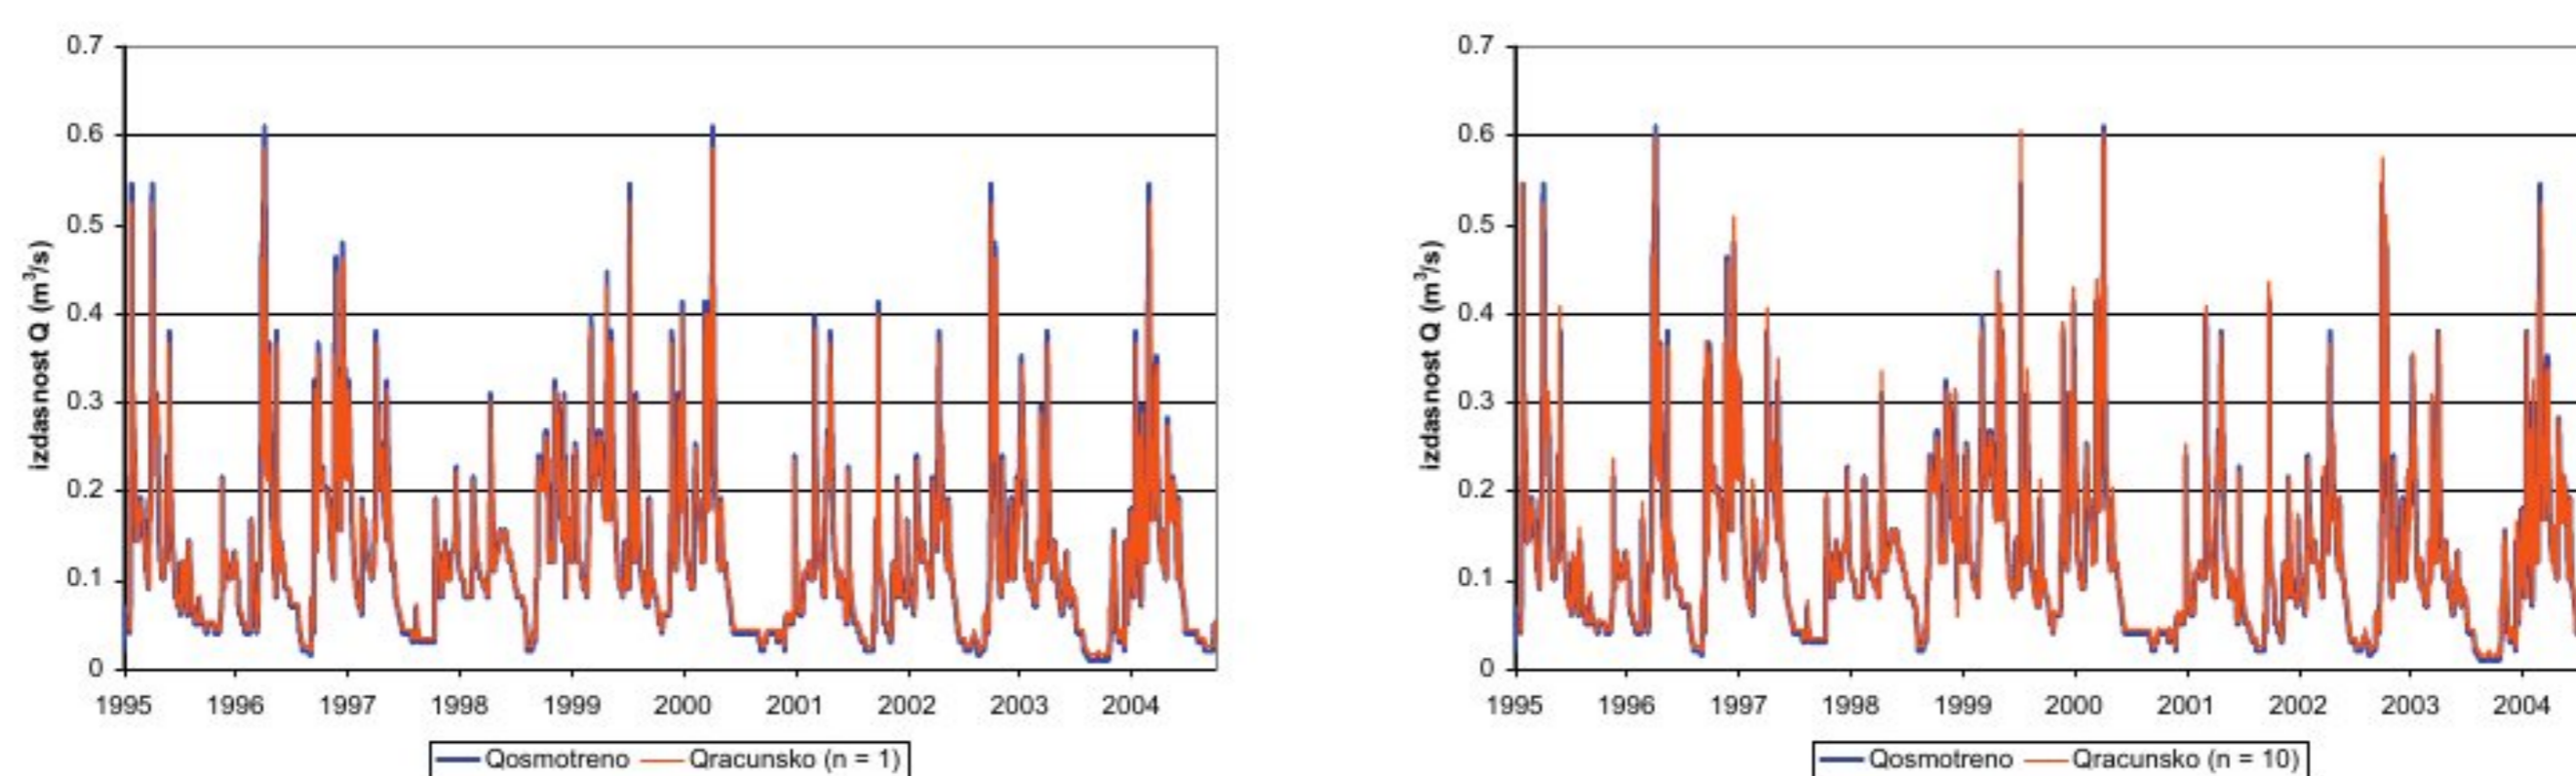 0.7
0.6
0.5
0.4
0.3
0.2
0.1
0
izdasnost Q (m³/s)
1995 1996 1997 1998 1999 2000 2001 2002 2003 2004
Qosmotreno Qracunsko (n = 1)
0.7
0.6
0.5
0.4
0.3
0.2
0.1
0
izdasnost Q (m³/s)
1995 1996 1997 1998 1999 2000 2001 2002 2003 2004
Qosmotreno Qracunsko (n = 10)